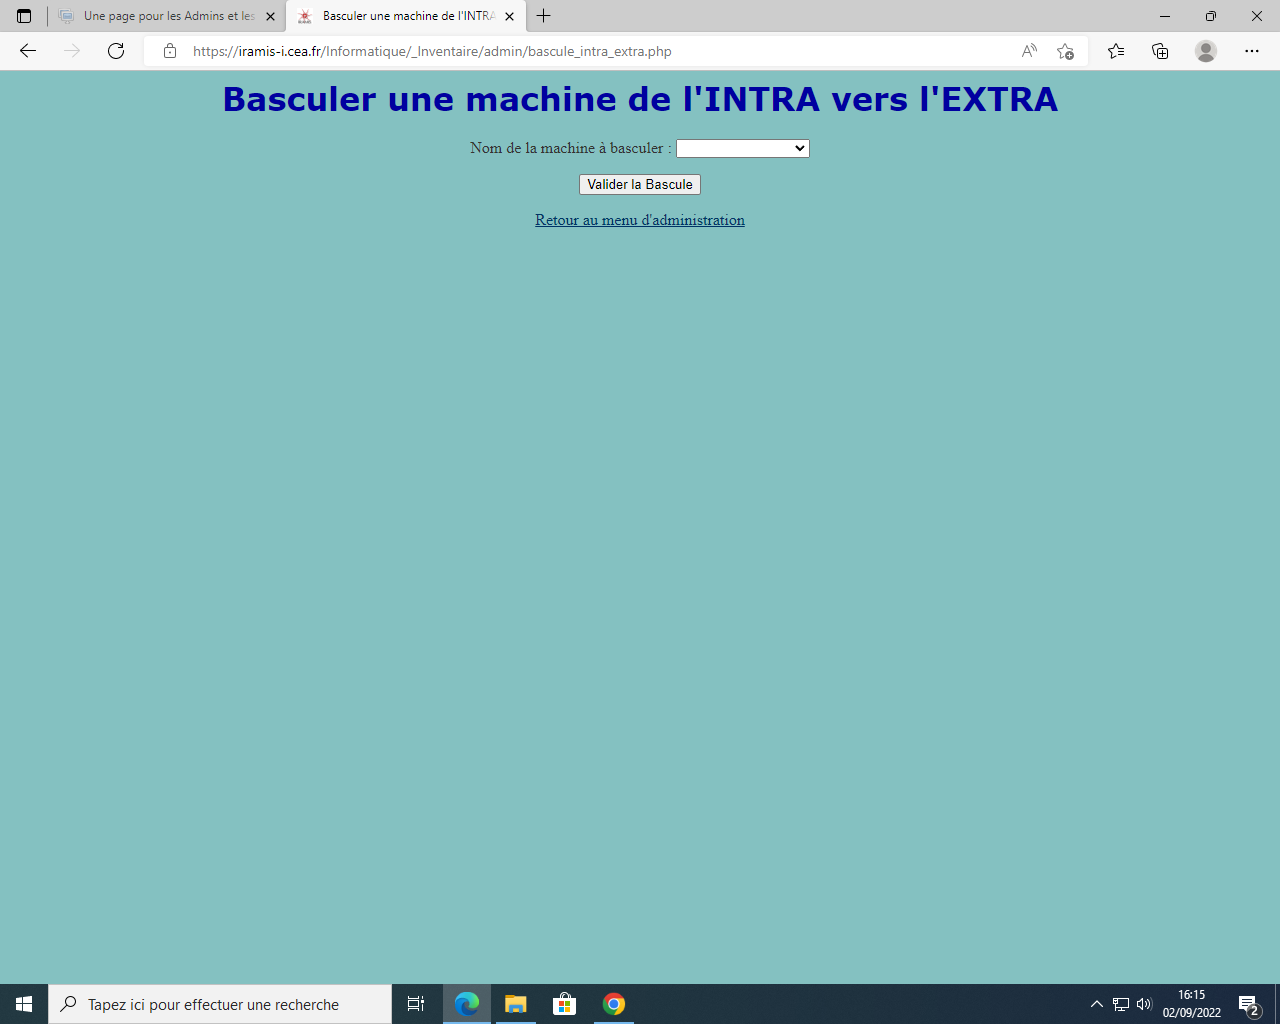 Une page pour les Admins et les
Basculer une machine de l'INTRA
https://iramis-i.cea.fr/Informatique/_Inventaire/admin/bascule_intra_extra.php
Basculer une machine de l'INTRA vers l'EXTRA
Nom de la machine à basculer :
Valider la Bascule
Retour au menu d'administration
Tapez ici pour effectuer une recherche
16:15
02/09/2022
2